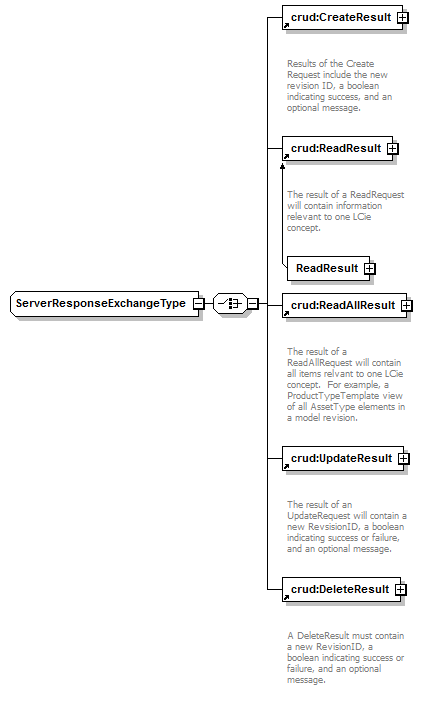 crud:CreateResult
Results of the Create
Request include the new
revision ID, a boolean
indicating success, and an
optional message.
crud:ReadResult
The result of a ReadRequest
will contain information
relevant to one LCie
concept.
ReadResult
ServerResponseExchangeType
crud:ReadAllResult
The result of a
ReadAllRequest will contain
all items relvant to one LCie
concept.  For example, a
ProductTypeTemplate view
of all AssetType elements in
a model revision.
crud:UpdateResult
The result of an
UpdateRequest will contain a
new RevsisionID, a boolean
indicating success or failure,
and an optional message.
crud:DeleteResult
A DeleteResult must contain
a new RevisionID, a
boolean indicating success or
failure, and an optional
message.